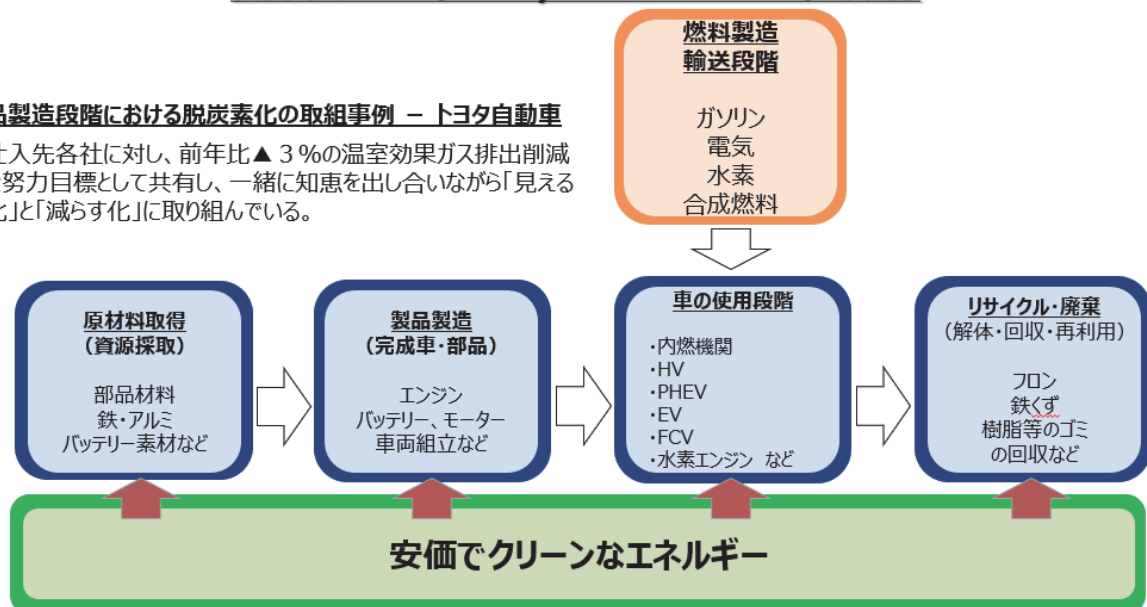 品製造段階における脱炭素化の取組事例 － トヨタ自動車
仕入先各社に対し、前年比▲３%の温室効果ガス排出削減
努力目標として共有し、一緒に知恵を出し合いながら「見える
化」と「減らす化」に取り組んでいる。
燃料製造
輸送段階
ガソリン
電気
水素
合成燃料
原材料取得
（資源採取）
部品材料
鉄・アルミ
バッテリー素材など
製品製造
（完成車・部品）
エンジン
バッテリー、モーター
車両組立など
車の使用段階
・内燃機関
・HV
・PHEV
・EV
・FCV
・水素エンジン など
リサイクル・廃棄
（解体・回収・再利用）
フロン
鉄くず
樹脂等のゴミ
の回収など
安価でクリーンなエネルギー